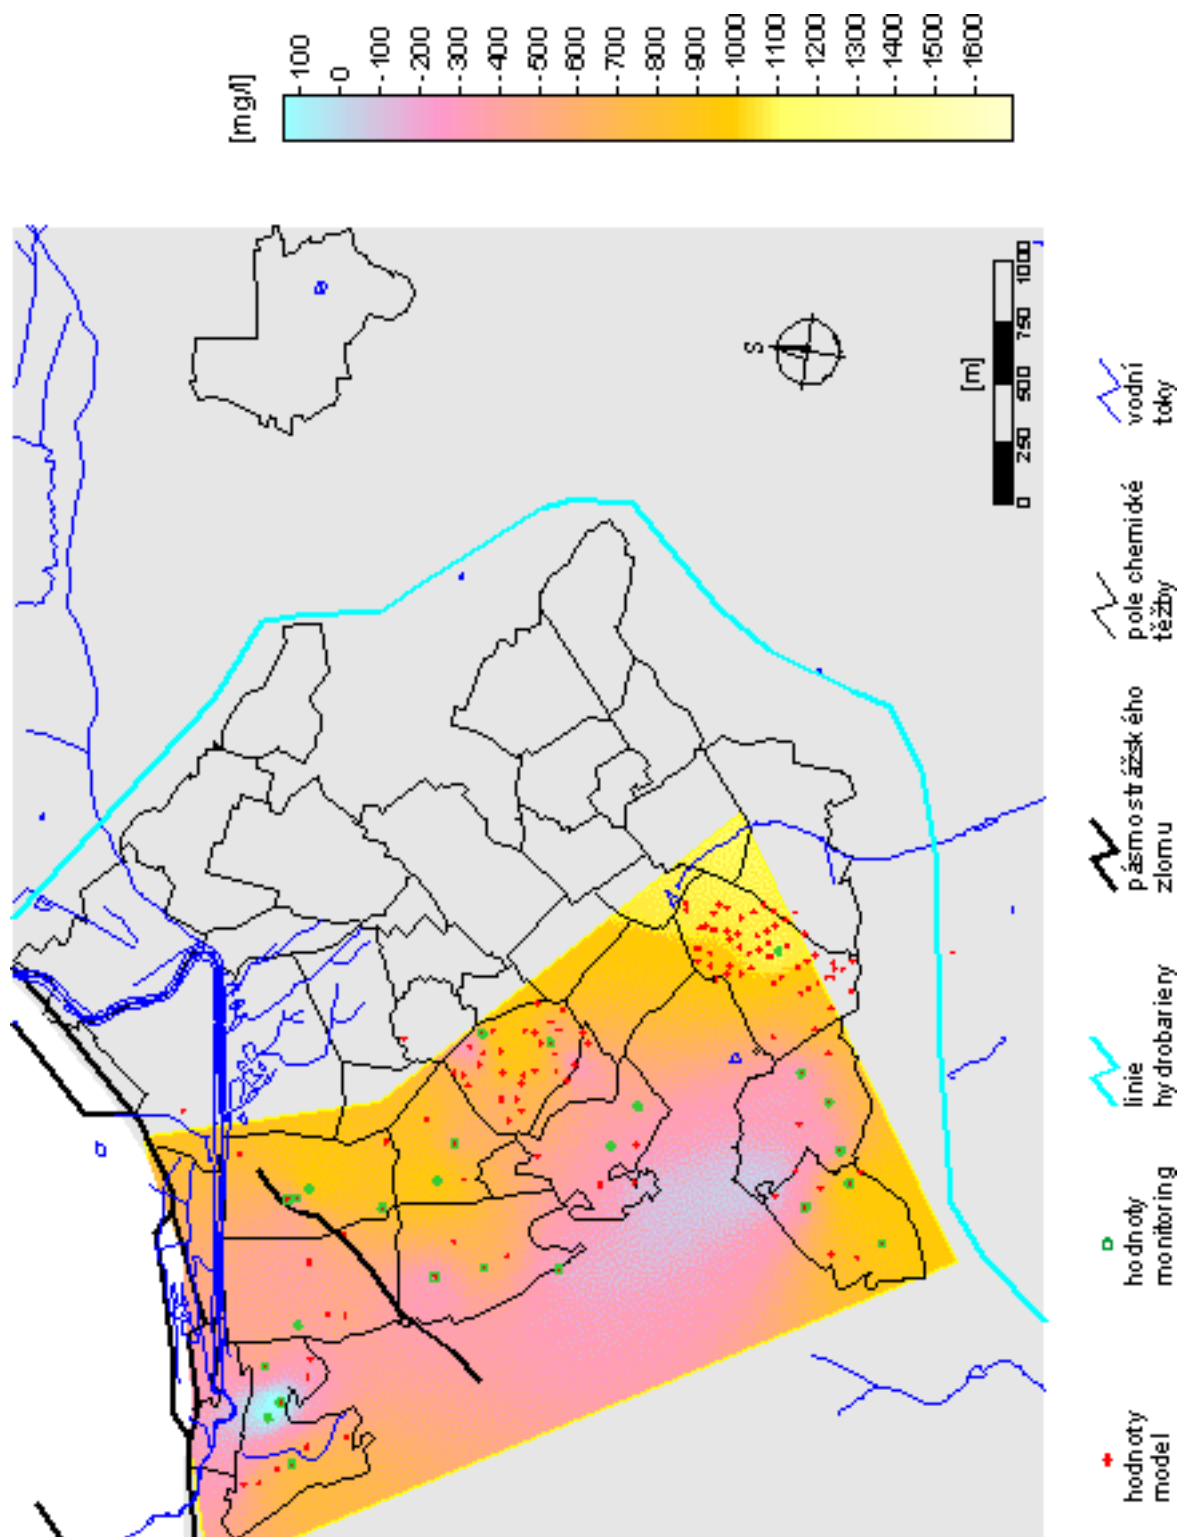 [mg/l]
100
0
-100
-200
-300
-400
-500
-600
-700
-800
-900
-1000
-1100
-1200
-1300
-1400
-1500
-1600
S
[m]
0 250 500 750 1000
hodnoty
model
hodnoty
monitoring
linie
hydrobariery
pásmo strážského
zlomu
pole chemické
těžby
vodní
toky